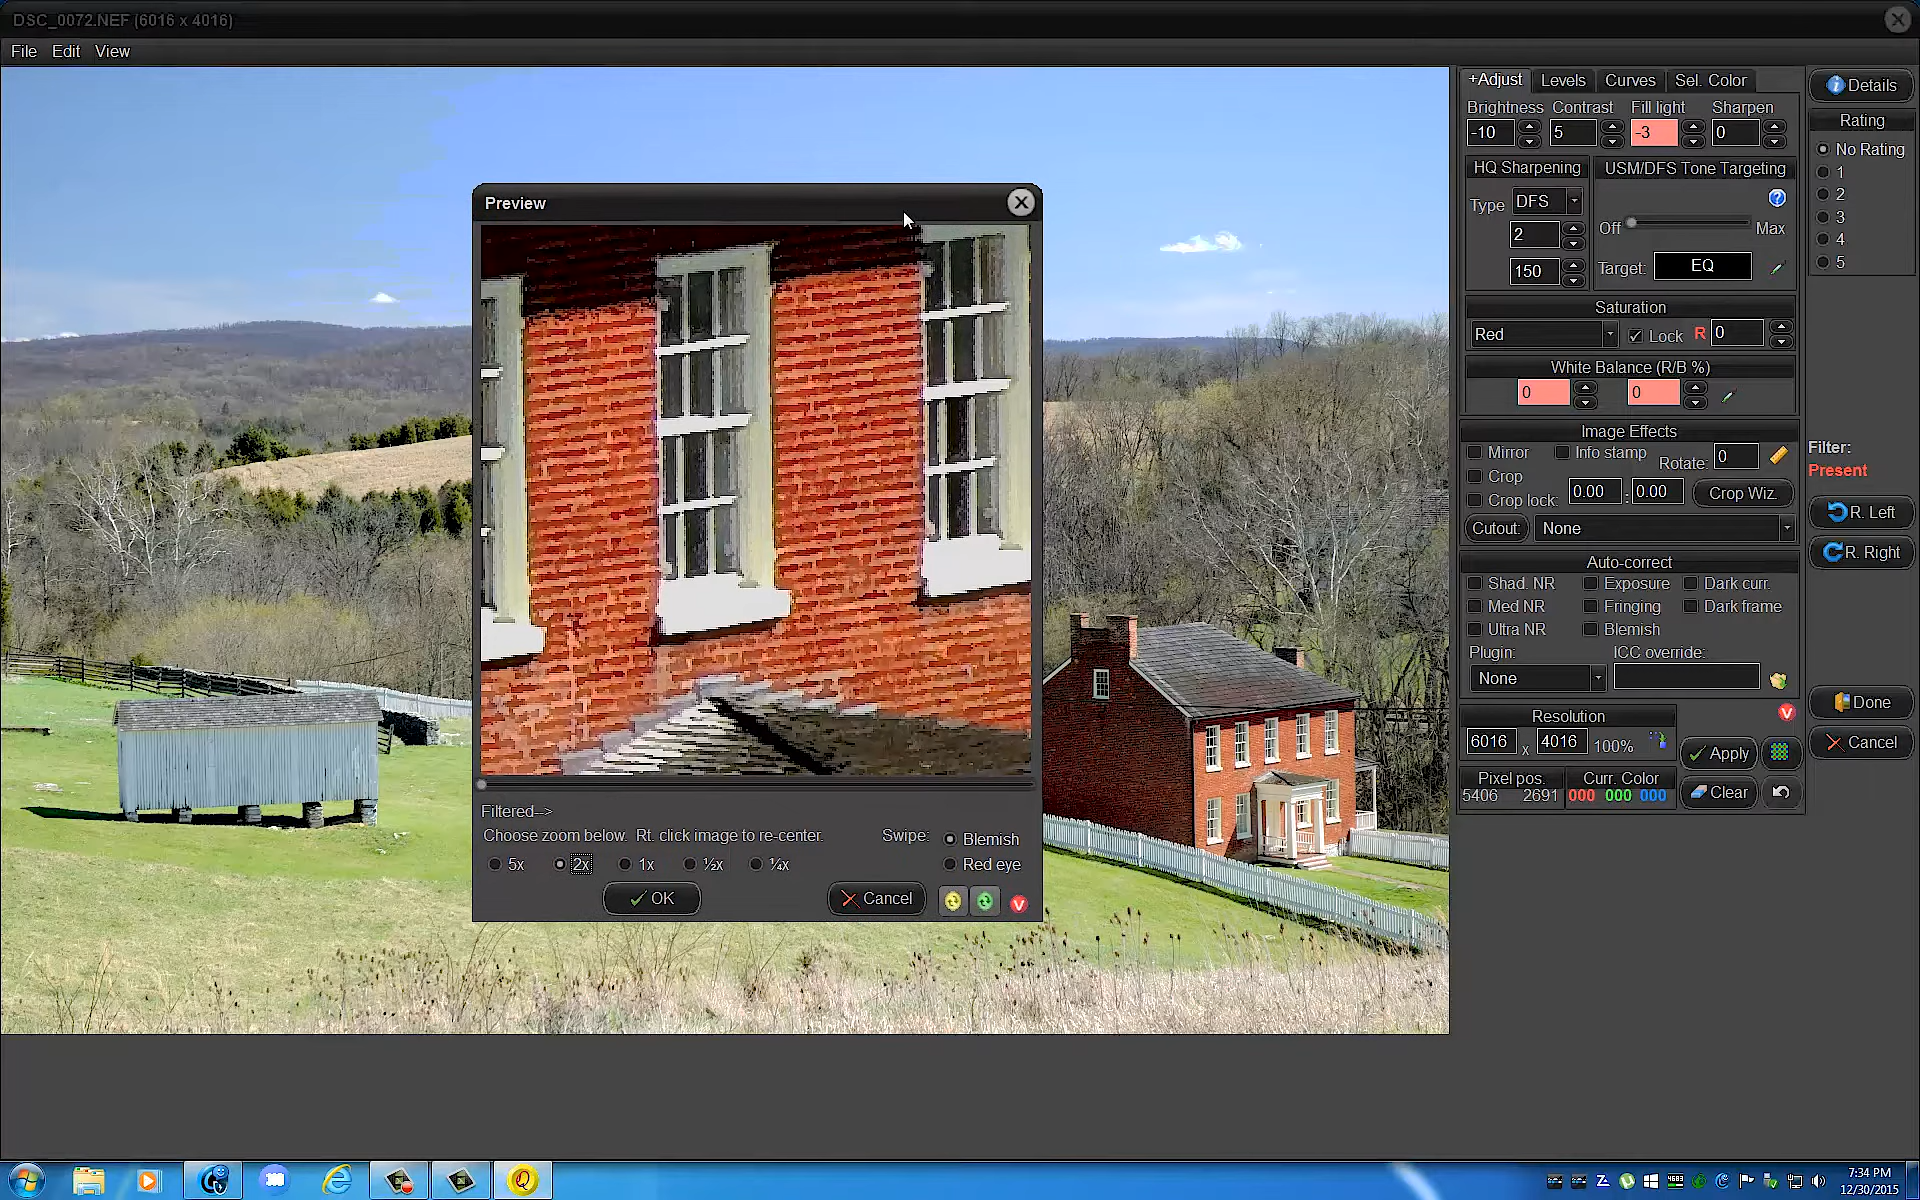 DSC_0072.NEF (6016 x 4016)
File Edit View
+Adjust Levels Curves Sel. Color
Details
Brightness Contrast Fill light Sharpen
-10 5 -3 0
Rating
No Rating
1
2
3
4
5
HQ Sharpening USM/DFS Tone Targeting
Type DFS
2
150
Off Max
Target: EQ
Saturation
Red Lock R 0
White Balance (R/B %)
0 0
Image Effects
Mirror Info stamp Rotate: 0
Crop
Crop lock: 0.00 : 0.00 Crop Wiz.
Cutout: None
Filter:
Present
R. Left
R. Right
Auto-correct
Shad. NR Exposure Dark curr.
Med NR Fringing Dark frame
Ultra NR Blemish
Plugin: ICC override:
None
Done
Cancel
Resolution
6016 x 4016 100%
V
Apply
Pixel pos. Curr. Color
5406 2691 000 000 000
Clear
Preview
Filtered-->
Choose zoom below. Rt. click image to re-center.
Swipe: Blemish
Red eye
5x 2x 1x ½x ¼x
OK Cancel V
7:34 PM
12/30/2015